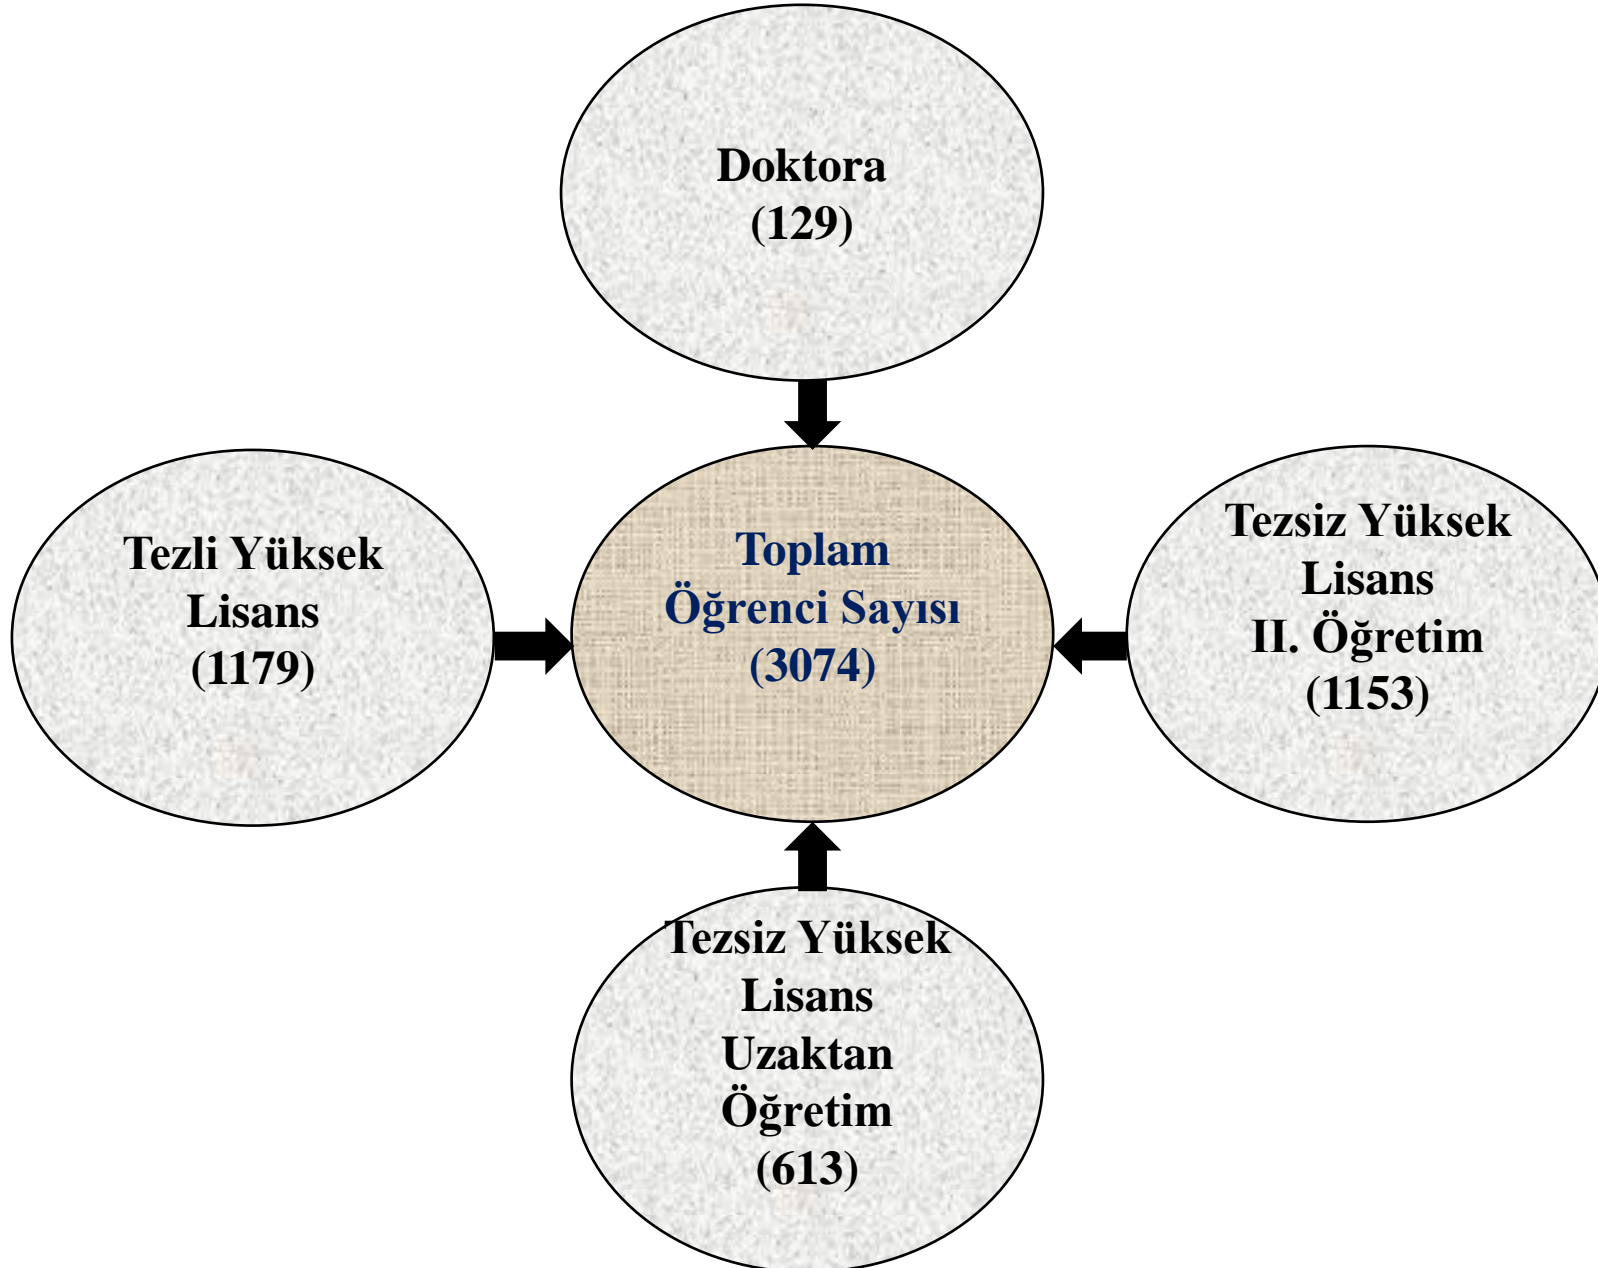 Doktora
(129)
Tezli Yüksek
Lisans
(1179)
Toplam
Öğrenci Sayısı
(3074)
Tezsiz Yüksek
Lisans
II. Öğretim
(1153)
Tezsiz Yüksek
Lisans
Uzaktan
Öğretim
(613)